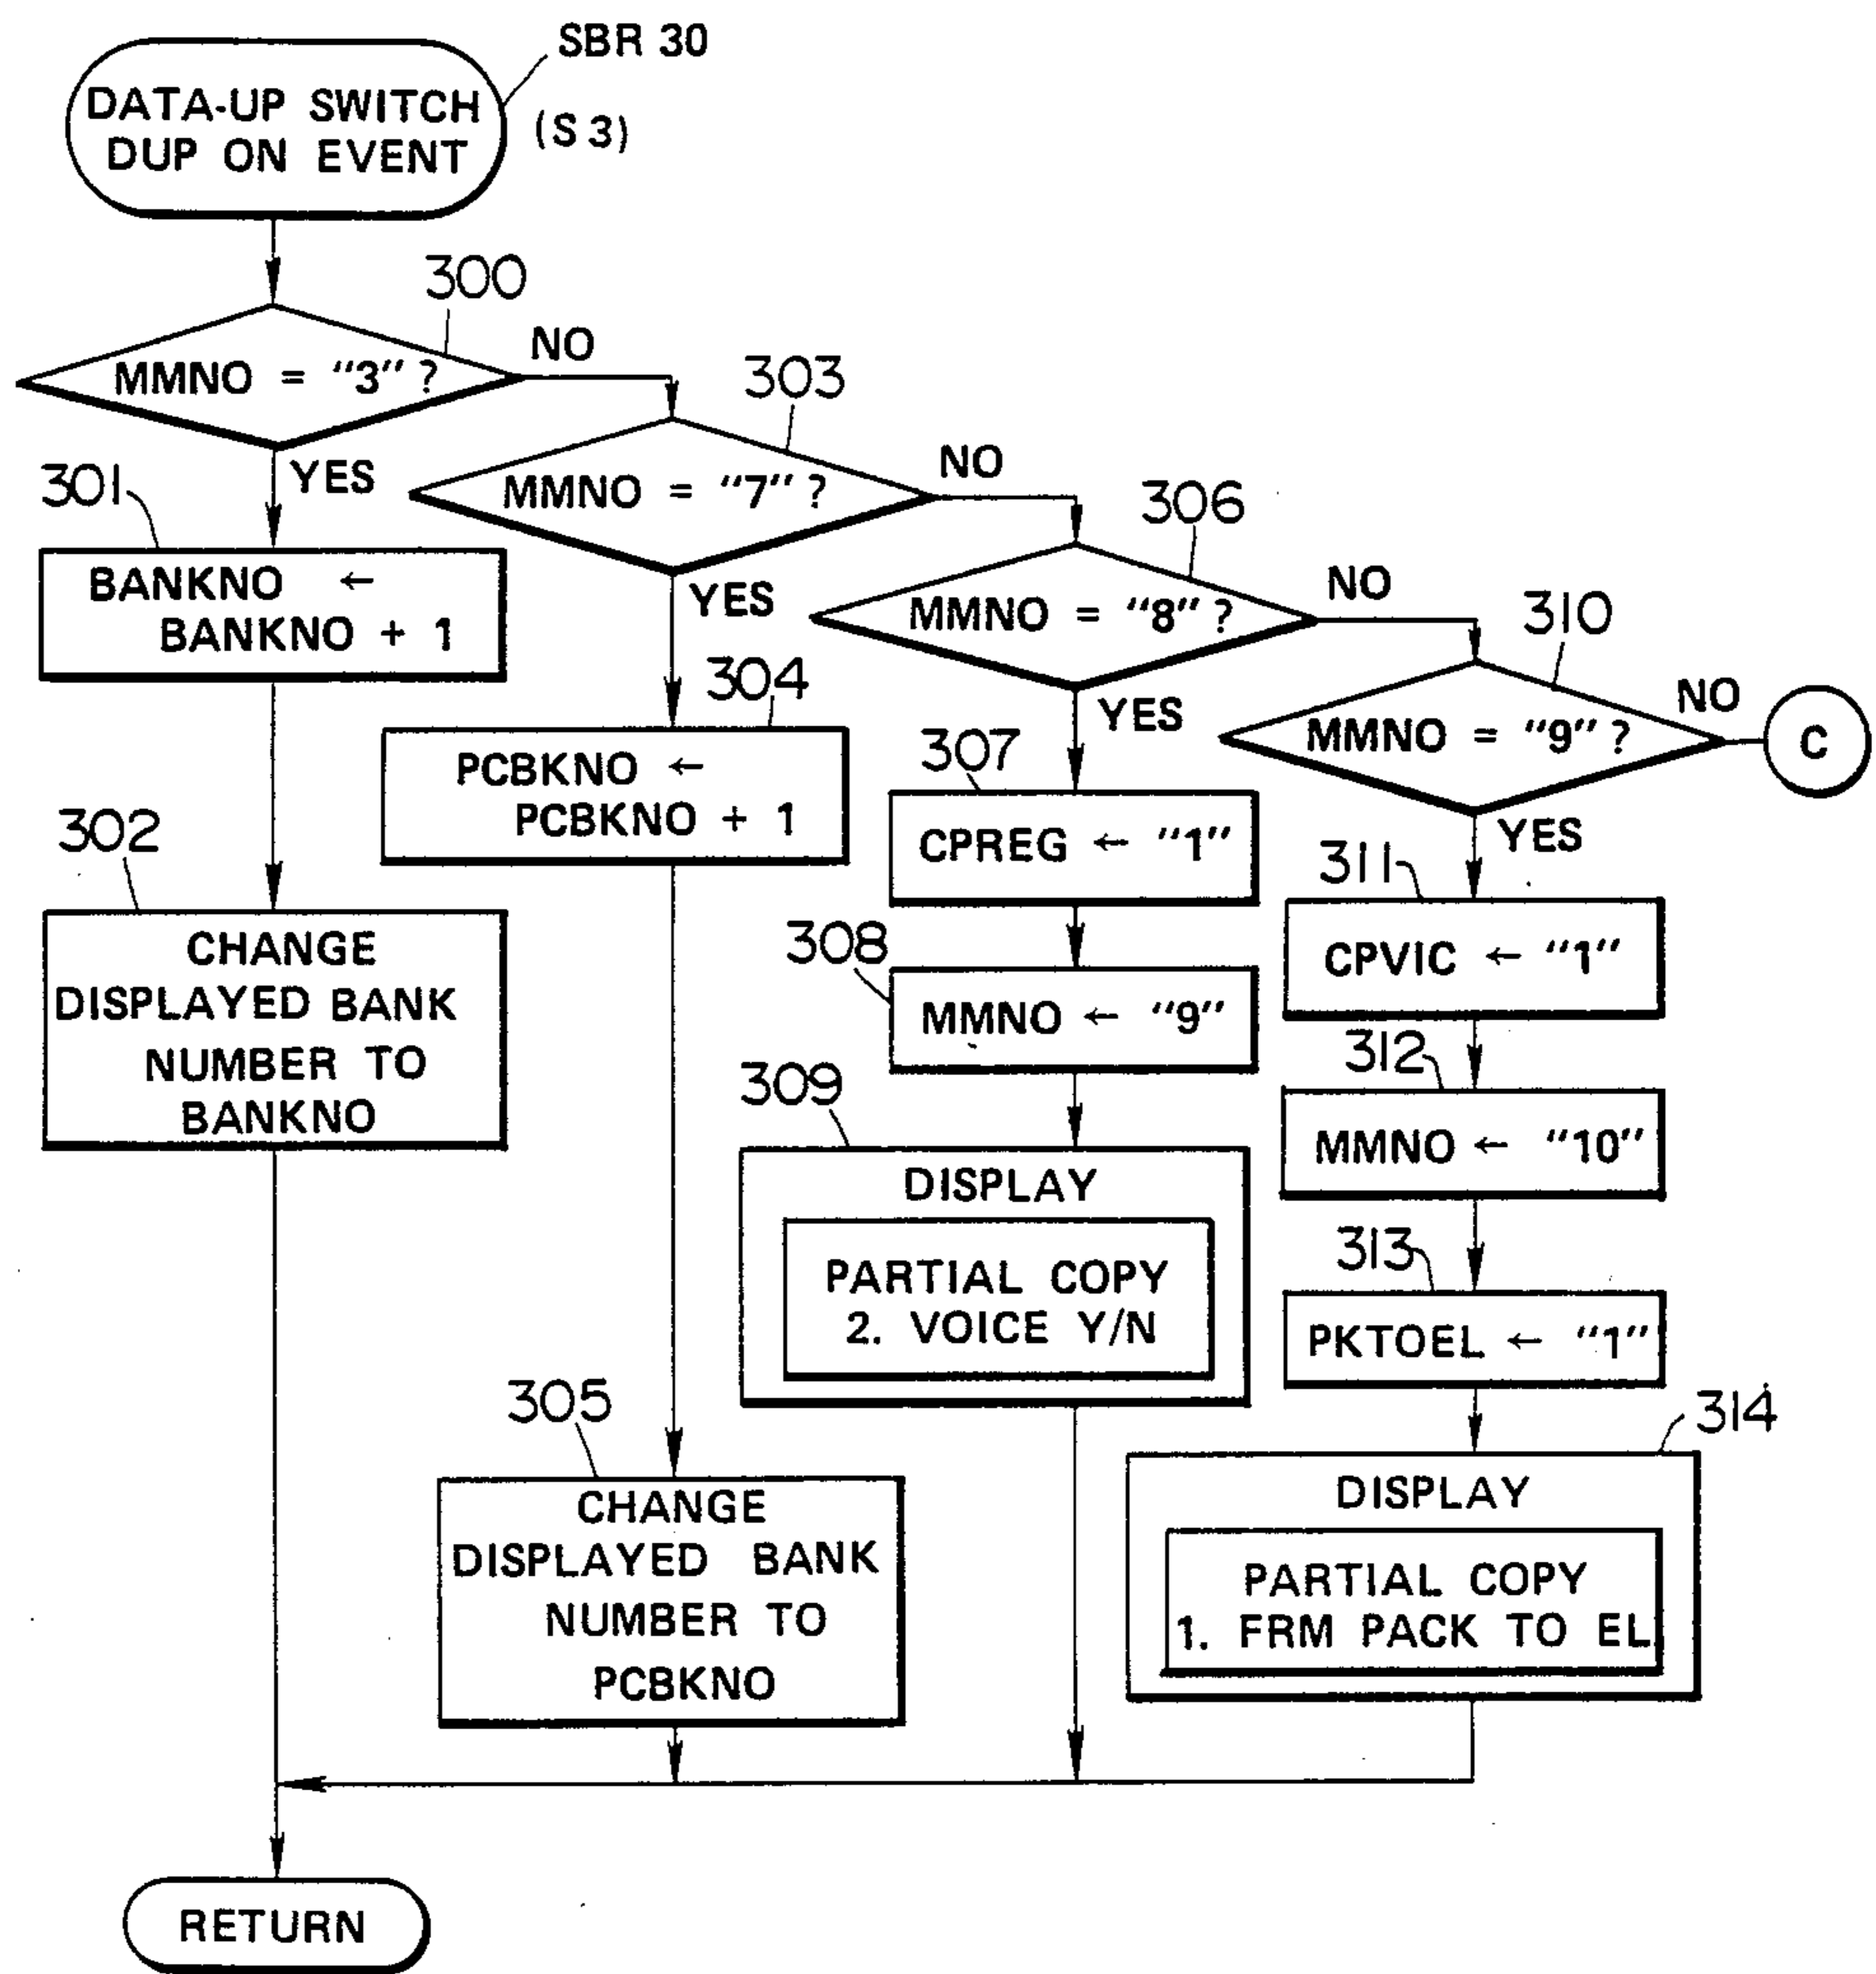 SBR 30
(S3)
DATA-UP SWITCH
DUP ON EVENT
300
MMNO = "3"?
NO
YES
301
BANKNO ←
BANKNO + 1
302
CHANGE
DISPLAYED BANK
NUMBER TO
BANKNO
303
MMNO = "7"?
NO
YES
304
PCBKNO ←
PCBKNO + 1
305
CHANGE
DISPLAYED BANK
NUMBER TO
PCBKNO
306
MMNO = "8"?
NO
YES
307
CPREG ← "1"
308
MMNO ← "9"
309
DISPLAY
PARTIAL COPY
2. VOICE Y/N
310
MMNO = "9"?
NO
C
YES
311
CPVIC ← "1"
312
MMNO ← "10"
313
PKTOEL ← "1"
314
DISPLAY
PARTIAL COPY
1. FRM PACK TO EL
RETURN